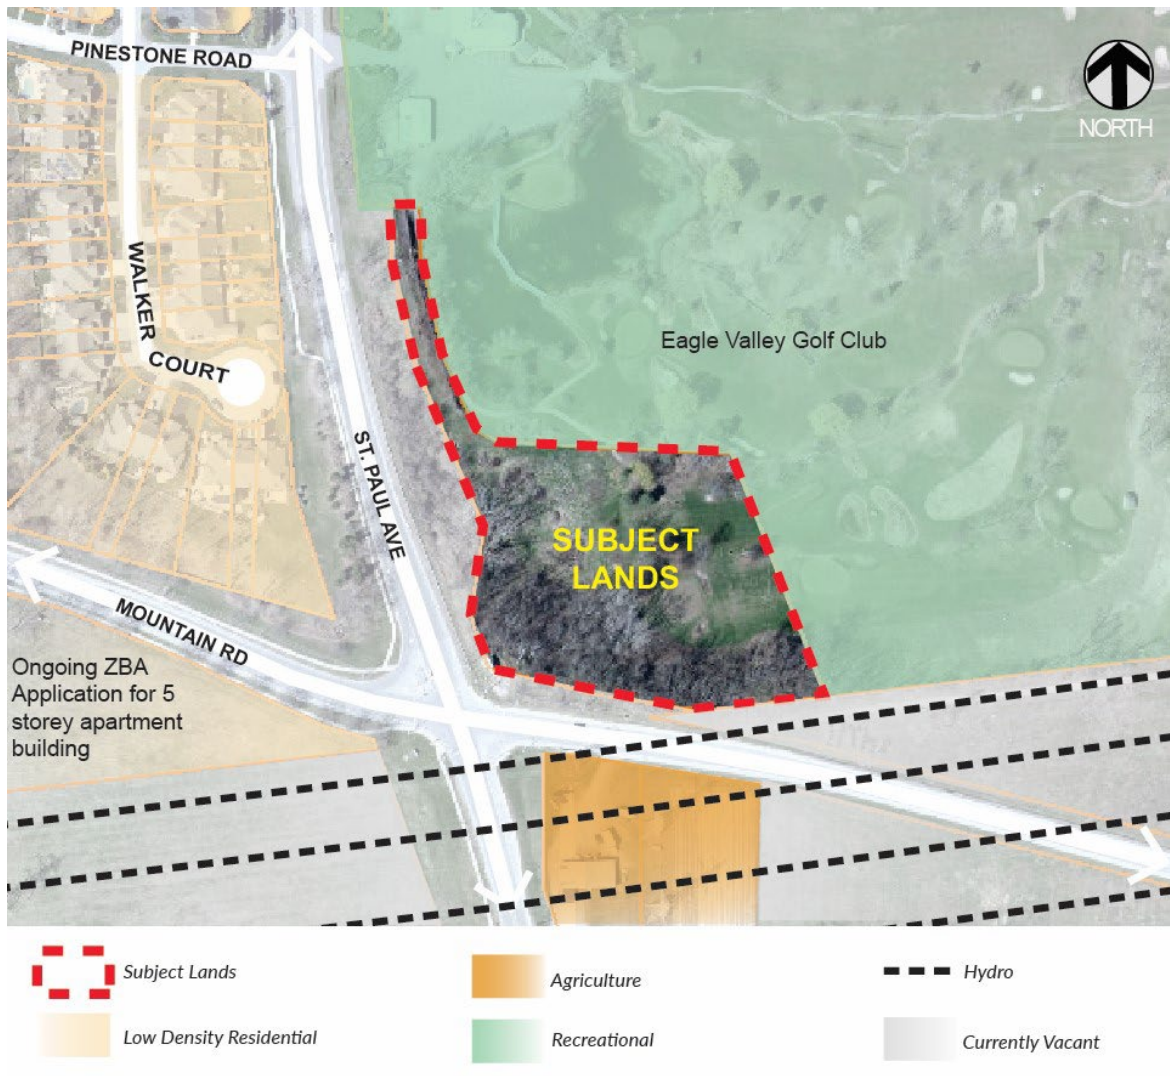 PINESTONE ROAD
NORTH
WALKER
COURT
Eagle Valley Golf Club
ST. PAUL AVE
SUBJECT
LANDS
MOUNTAIN RD
Ongoing ZBA
Application for 5
storey apartment
building
Subject Lands
Agriculture
Hydro
Low Density Residential
Recreational
Currently Vacant